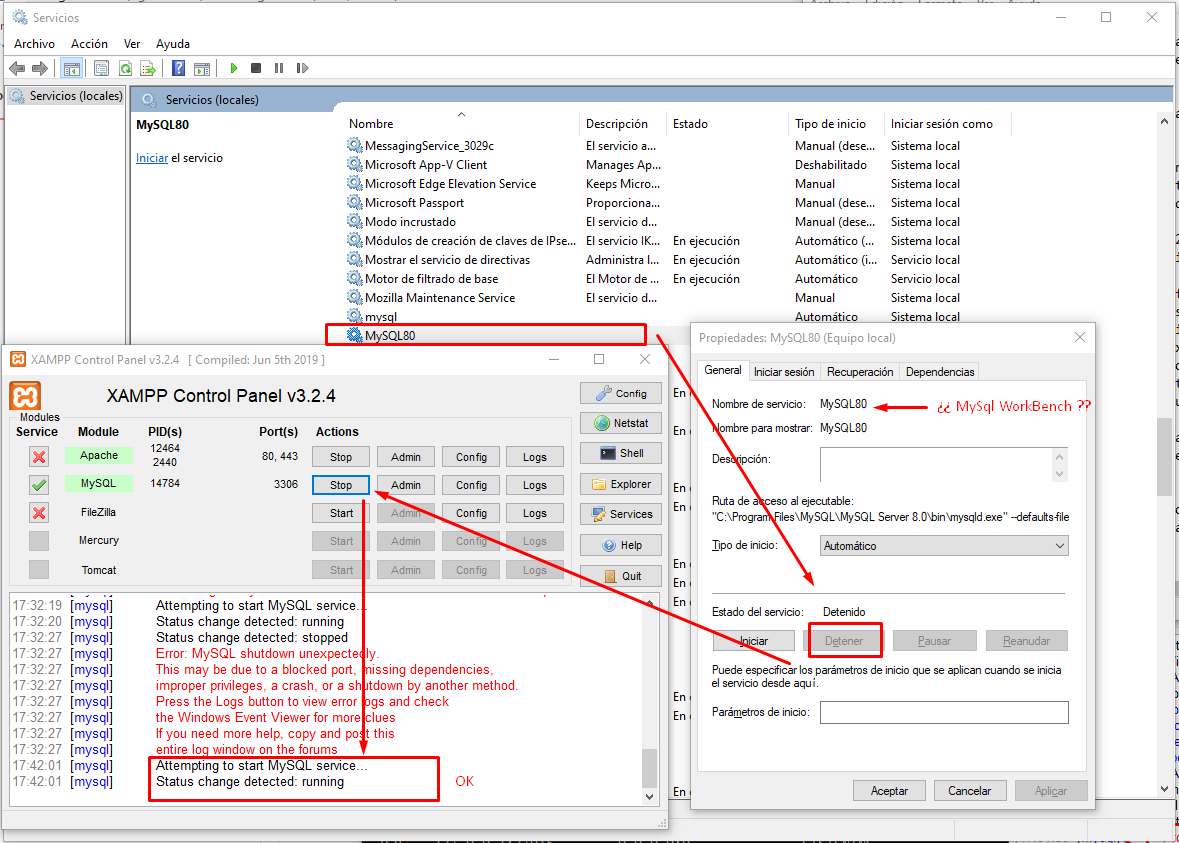 Servicios
Archivo Acción Ver Ayuda
Servicios (locales)
Servicios (locales)
MySQL80
Iniciar el servicio
Nombre Descripción Estado Tipo de inicio Iniciar sesión como
MessagingService_3029c El servicio a... Manual (dese... Sistema local
Microsoft App-V Client Manages Ap... Deshabilitado Sistema local
Microsoft Edge Elevation Service Keeps Micro... Manual Sistema local
Microsoft Passport Proporciona... Manual (dese... Sistema local
Modo incrustado El servicio d... Manual (dese... Sistema local
Módulos de creación de claves de IPse... El servicio IK... En ejecución Automático (... Sistema local
Mostrar el servicio de directivas Administra l... En ejecución Automático (i... Servicio local
Motor de filtrado de base El Motor de ... En ejecución Automático Servicio local
Mozilla Maintenance Service El servicio d... Manual Sistema local
mysql Automático Sistema local
MySQL80
XAMPP Control Panel v3.2.4 [ Compiled: Jun 5th 2019 ]
XAMPP Control Panel v3.2.4
Modules
Service Module PID(s) Port(s) Actions
Apache 12464 2440 80, 443 Stop Admin Config Logs
MySQL 14784 3306 Stop Admin Config Logs
FileZilla Start Admin Config Logs
Mercury Start Admin Config Logs
Tomcat Start Admin Config Logs
Config
Netstat
Shell
Explorer
Services
Help
Quit
17:32:19 [mysql] Attempting to start MySQL service...
17:32:20 [mysql] Status change detected: running
17:32:27 [mysql] Status change detected: stopped
17:32:27 [mysql] Error: MySQL shutdown unexpectedly.
17:32:27 [mysql] This may be due to a blocked port, missing dependencies,
17:32:27 [mysql] improper privileges, a crash, or a shutdown by another method.
17:32:27 [mysql] Press the Logs button to view error logs and check
17:32:27 [mysql] the Windows Event Viewer for more clues
17:32:27 [mysql] If you need more help, copy and post this
17:32:27 [mysql] entire log window on the forums
17:42:01 [mysql] Attempting to start MySQL service...
17:42:01 [mysql] Status change detected: running
OK
En
En
En
En
En
En
En
En
En
En
Propiedades: MySQL80 (Equipo local)
General Iniciar sesión Recuperación Dependencias
Nombre de servicio: MySQL80
¿¿ MySql WorkBench ??
Nombre para mostrar: MySQL80
Descripción:
Ruta de acceso al ejecutable:
"C:\Program Files\MySQL\MySQL Server 8.0\bin\mysqld.exe" --defaults-file
Tipo de inicio: Automático
Estado del servicio: Detenido
Iniciar Detener Pausar Reanudar
Puede especificar los parámetros de inicio que se aplican cuando se inicia
el servicio desde aquí.
Parámetros de inicio:
Aceptar Cancelar Aplicar